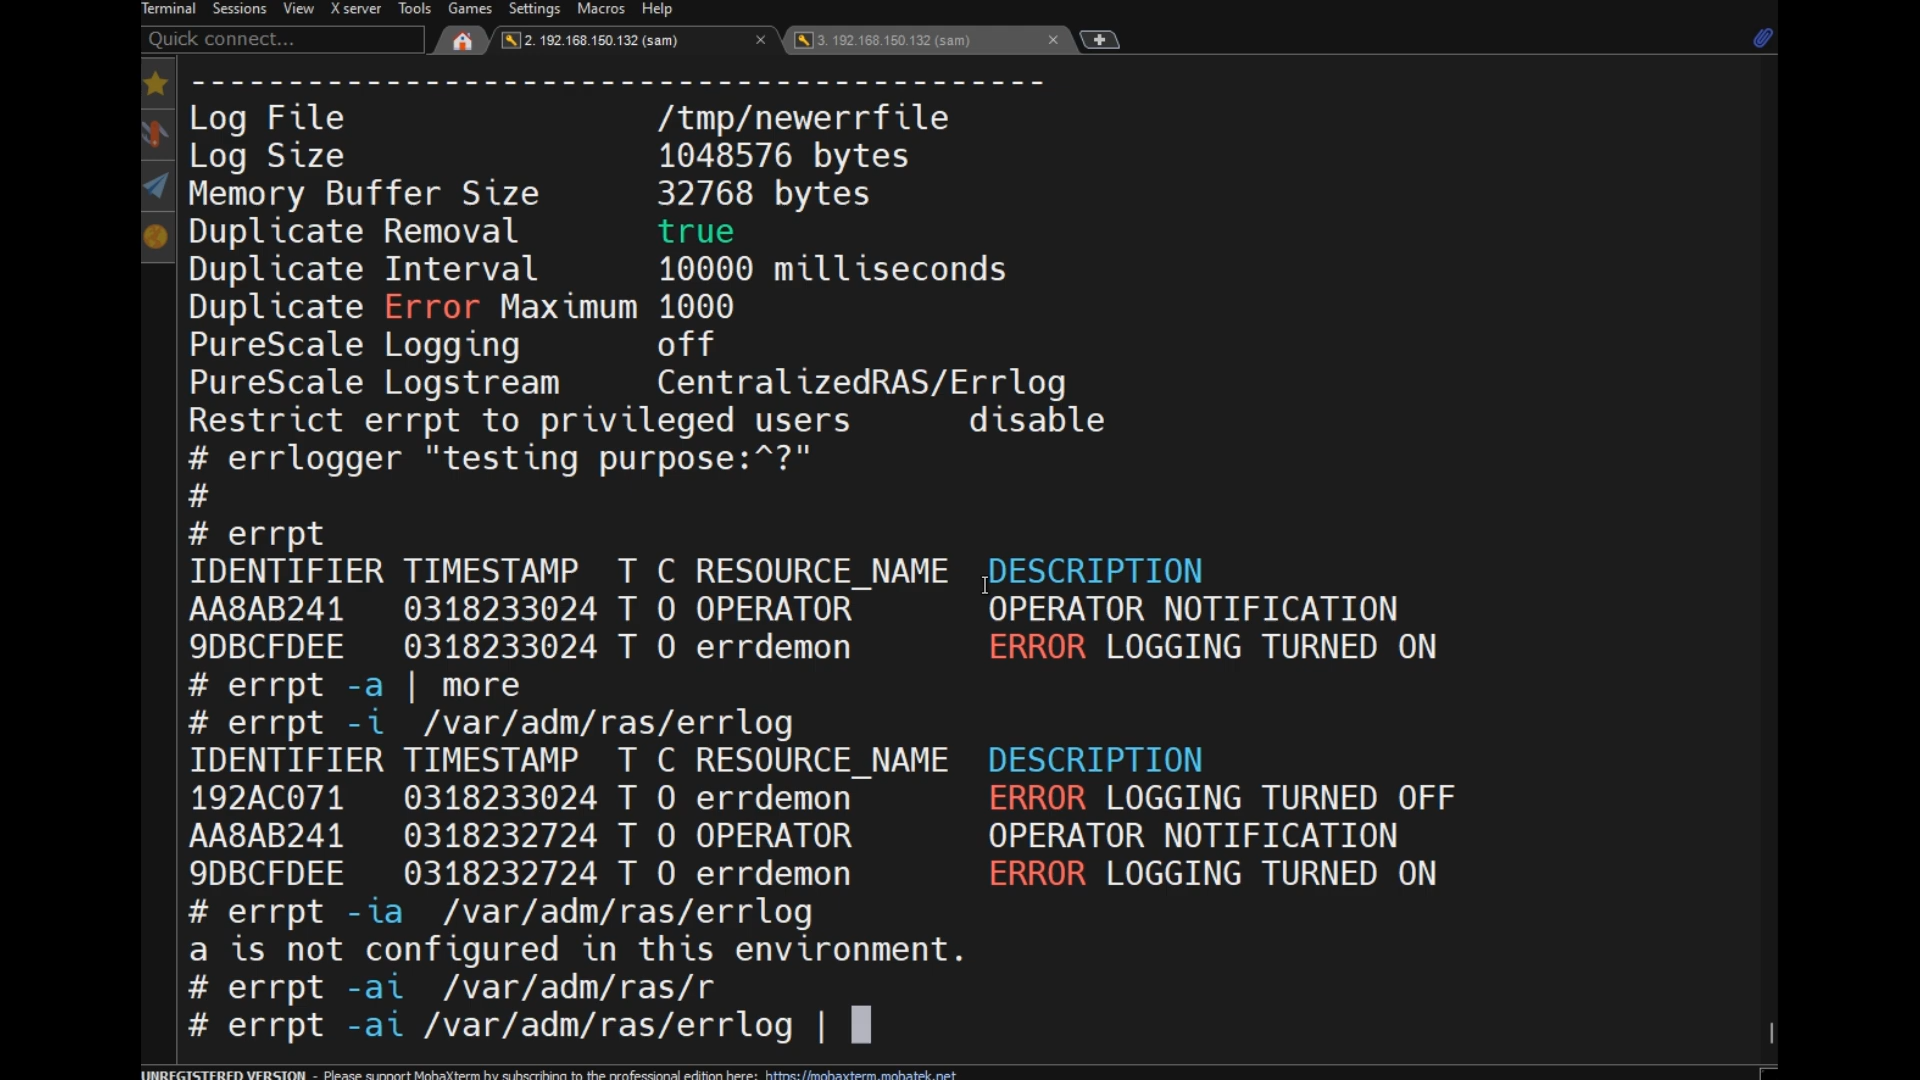 Terminal Sessions View X server Tools Games Settings Macros Help
Quick connect... 2. 192.168.150.132 (sam) 3. 192.168.150.132 (sam)
--------------------------------------------
Log File /tmp/newerrfile
Log Size 1048576 bytes
Memory Buffer Size 32768 bytes
Duplicate Removal true
Duplicate Interval 10000 milliseconds
Duplicate Error Maximum 1000
PureScale Logging off
PureScale Logstream CentralizedRAS/Errlog
Restrict errpt to privileged users disable
# errlogger "testing purpose:^?"
#
# errpt
IDENTIFIER TIMESTAMP T C RESOURCE_NAME DESCRIPTION
AA8AB241 0318233024 T O OPERATOR OPERATOR NOTIFICATION
9DBCFDEE 0318233024 T O errdemon ERROR LOGGING TURNED ON
# errpt -a | more
# errpt -i /var/adm/ras/errlog
IDENTIFIER TIMESTAMP T C RESOURCE_NAME DESCRIPTION
192AC071 0318233024 T O errdemon ERROR LOGGING TURNED OFF
AA8AB241 0318232724 T O OPERATOR OPERATOR NOTIFICATION
9DBCFDEE 0318232724 T O errdemon ERROR LOGGING TURNED ON
# errpt -ia /var/adm/ras/errlog
a is not configured in this environment.
# errpt -ai /var/adm/ras/r
# errpt -ai /var/adm/ras/errlog |
UNREGISTERED VERSION - Please support MobaXterm by subscribing to the professional edition here: https://mobaxterm.mobatek.net